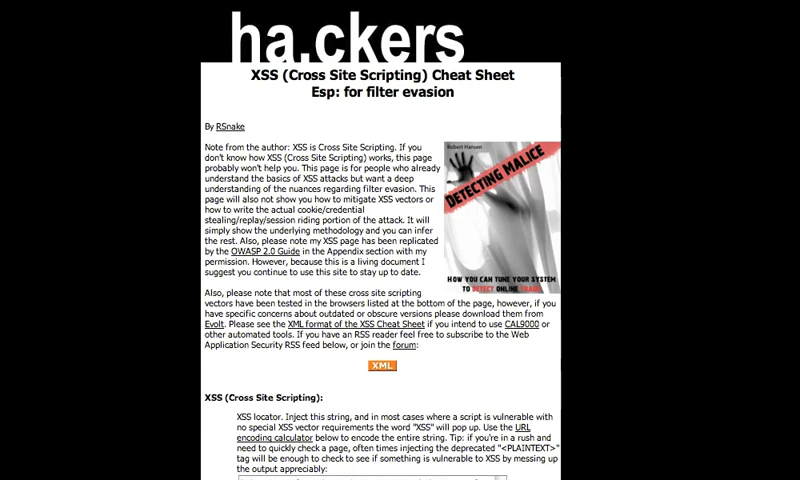 ha.ckers
XSS (Cross Site Scripting) Cheat Sheet
Esp: for filter evasion
By RSnake
Note from the author: XSS is Cross Site Scripting. If you
don't know how XSS (Cross Site Scripting) works, this page
probably won't help you. This page is for people who already
understand the basics of XSS attacks but want a deep
understanding of the nuances regarding filter evasion. This
page will also not show you how to mitigate XSS vectors or
how to write the actual cookie/credential
stealing/replay/session riding portion of the attack. It will
simply show the underlying methodology and you can infer
the rest. Also, please note my XSS page has been replicated
by the OWASP 2.0 Guide in the Appendix section with my
permission. However, because this is a living document I
suggest you continue to use this site to stay up to date.
Robert Hansen
DETECTING MALICE
HOW YOU CAN TUNE YOUR SYSTEM
TO DETECT ONLINE
Also, please note that most of these cross site scripting
vectors have been tested in the browsers listed at the bottom of the page, however, if you
have specific concerns about outdated or obscure versions please download them from
Evolt. Please see the XML format of the XSS Cheat Sheet if you intend to use CAL9000 or
other automated tools. If you have an RSS reader feel free to subscribe to the Web
Application Security RSS feed below, or join the forum:
XML
XSS (Cross Site Scripting):
XSS locator. Inject this string, and in most cases where a script is vulnerable with
no special XSS vector requirements the word "XSS" will pop up. Use the URL
encoding calculator below to encode the entire string. Tip: if you're in a rush and
need to quickly check a page, often times injecting the deprecated "<PLAINTEXT>"
tag will be enough to check to see if something is vulnerable to XSS by messing up
the output appreciably: